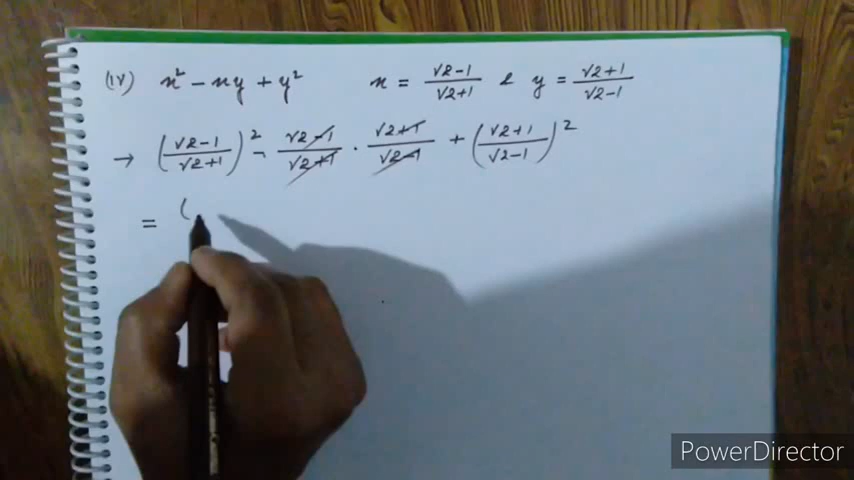 (IV) x² - xy + y² x = √2-1/√2+1 & y = √2+1/√2-1
→ (√2-1/√2+1)² - √2-1/√2+1 · √2+1/√2-1 + (√2+1/√2-1)²
= (
PowerDirector